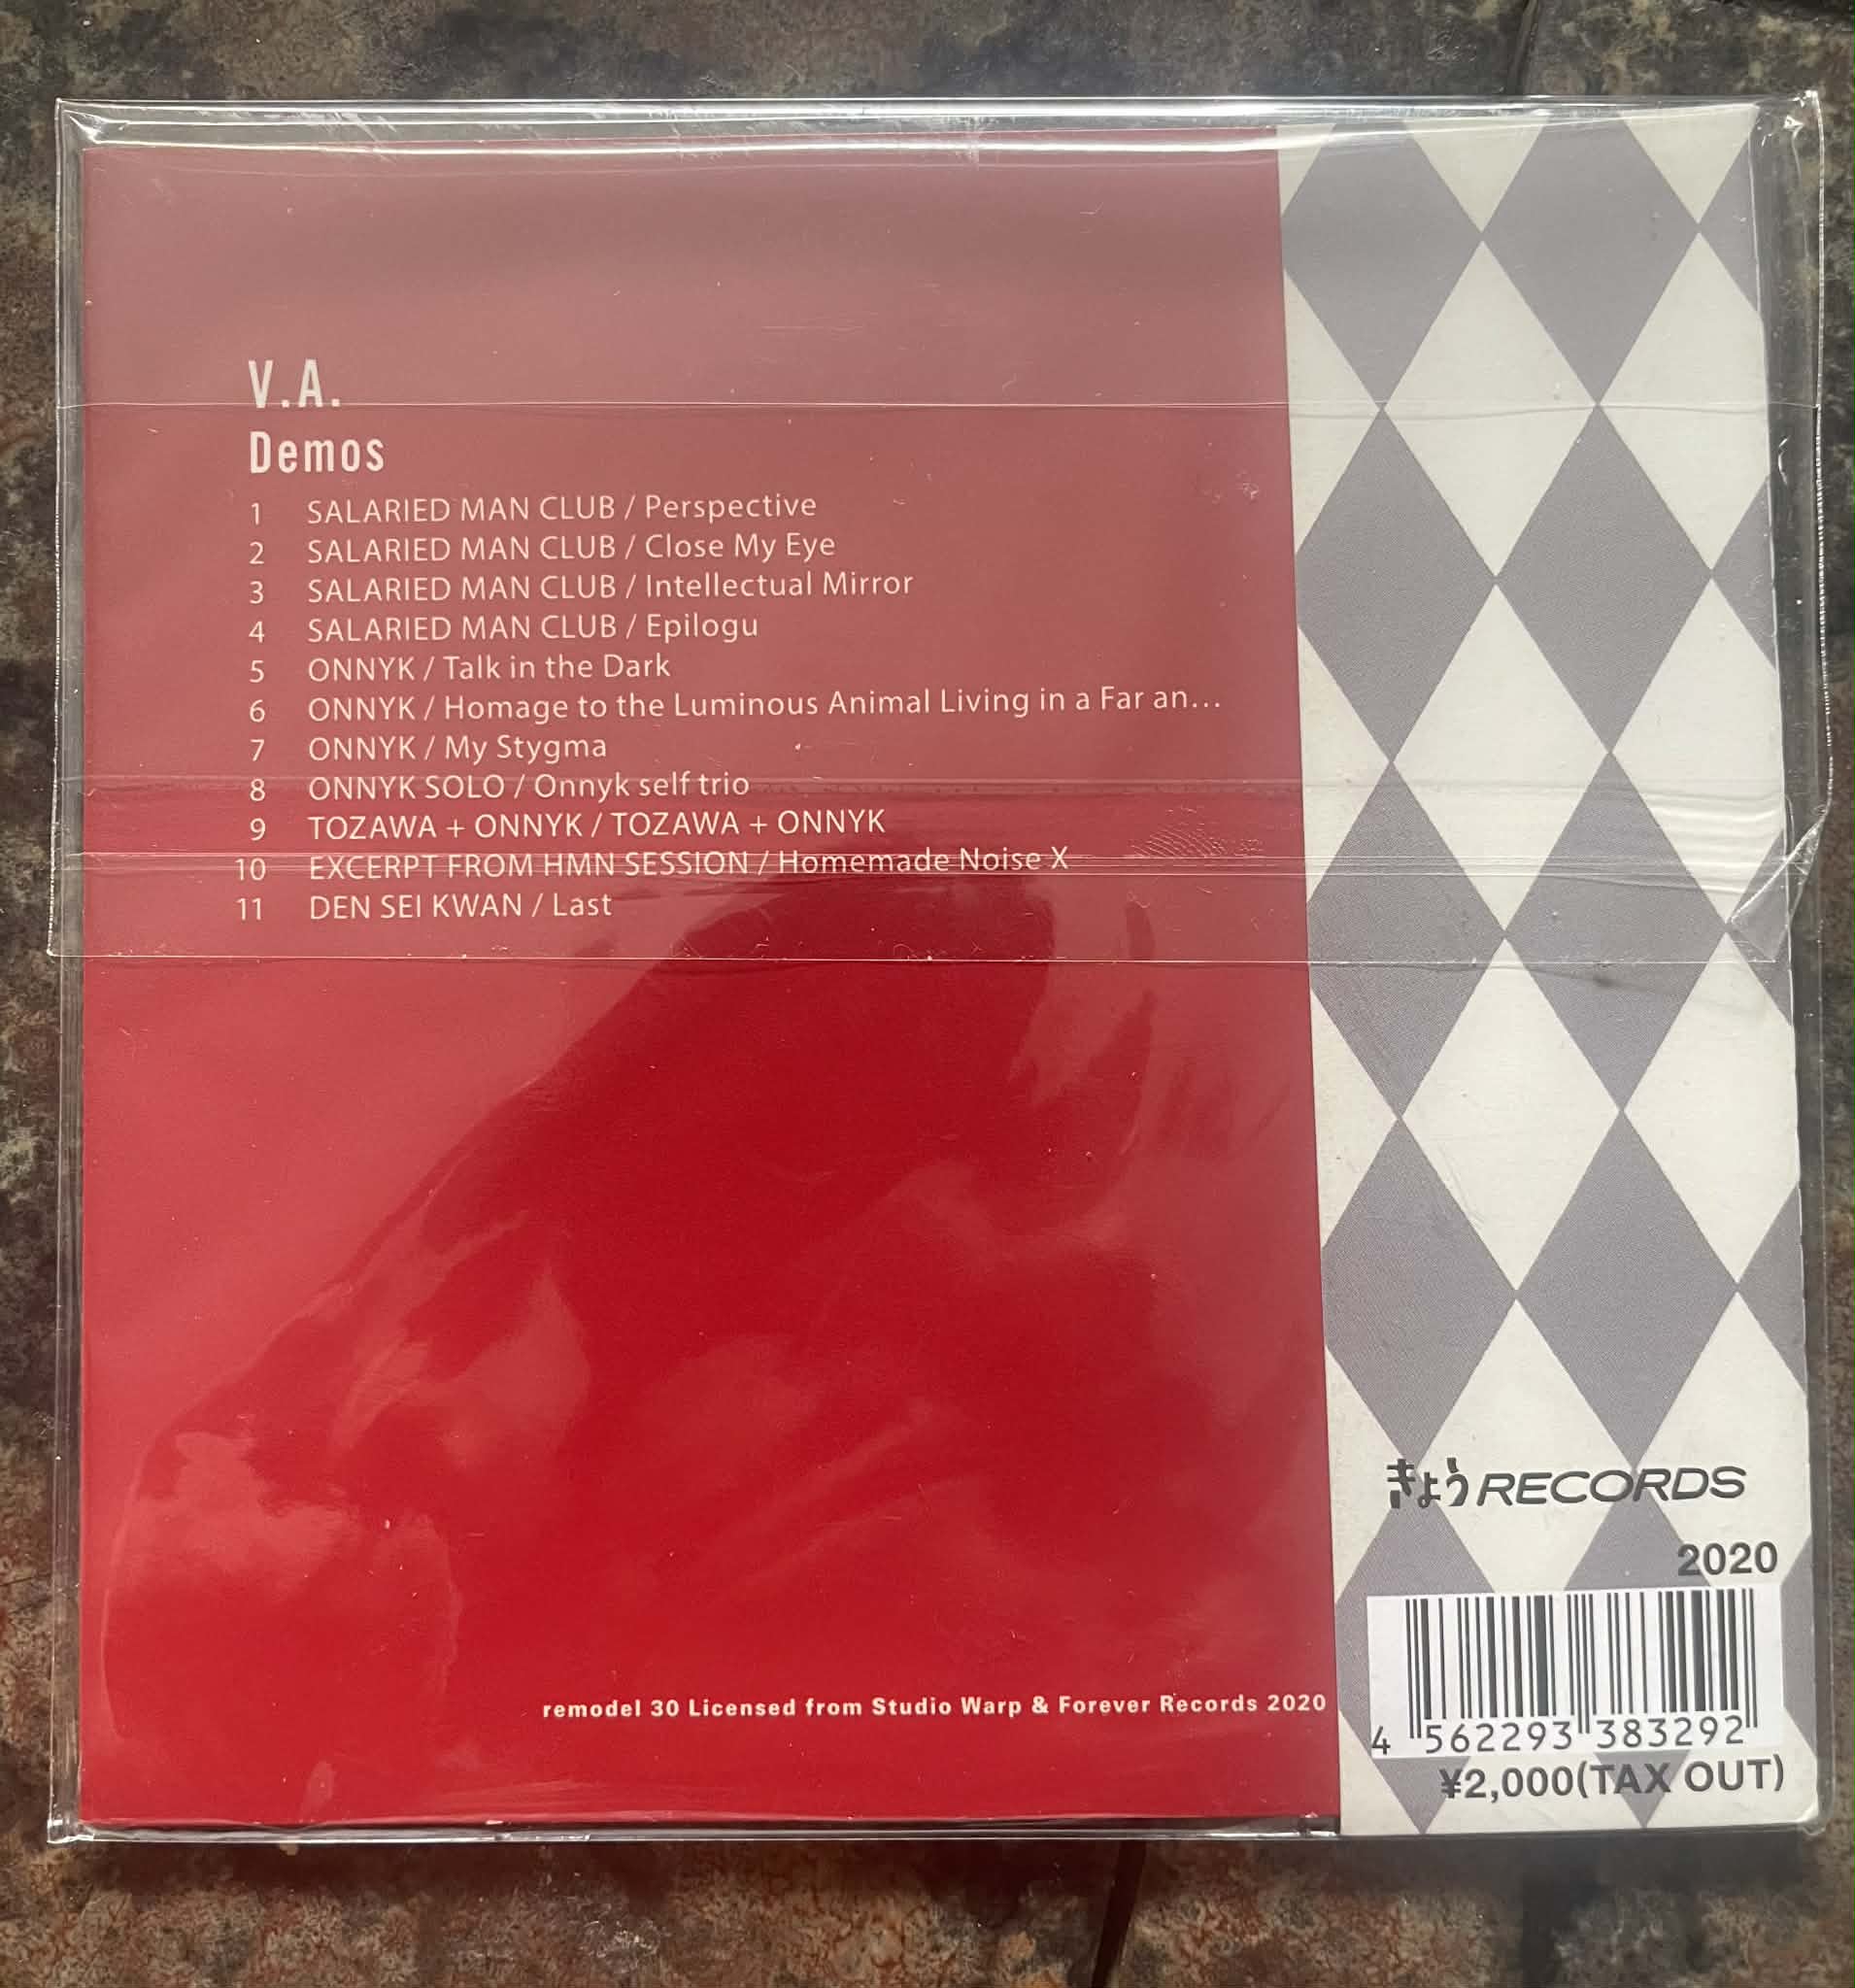 V.A.
Demos
1 SALARIED MAN CLUB / Perspective
2 SALARIED MAN CLUB / Close My Eye
3 SALARIED MAN CLUB / Intellectual Mirror
4 SALARIED MAN CLUB / Epilogu
5 ONNYK / Talk in the Dark
6 ONNYK / Homage to the Luminous Animal Living in a Far an...
7 ONNYK / My Stygma
8 ONNYK SOLO / Onnyk self trio
9 TOZAWA + ONNYK / TOZAWA + ONNYK
10 EXCERPT FROM HMN SESSION / Homemade Noise X
11 DEN SEI KWAN / Last
remodel 30 Licensed from Studio Warp & Forever Records 2020
きょうRECORDS
2020
4 562293 383292
¥2,000(TAX OUT)